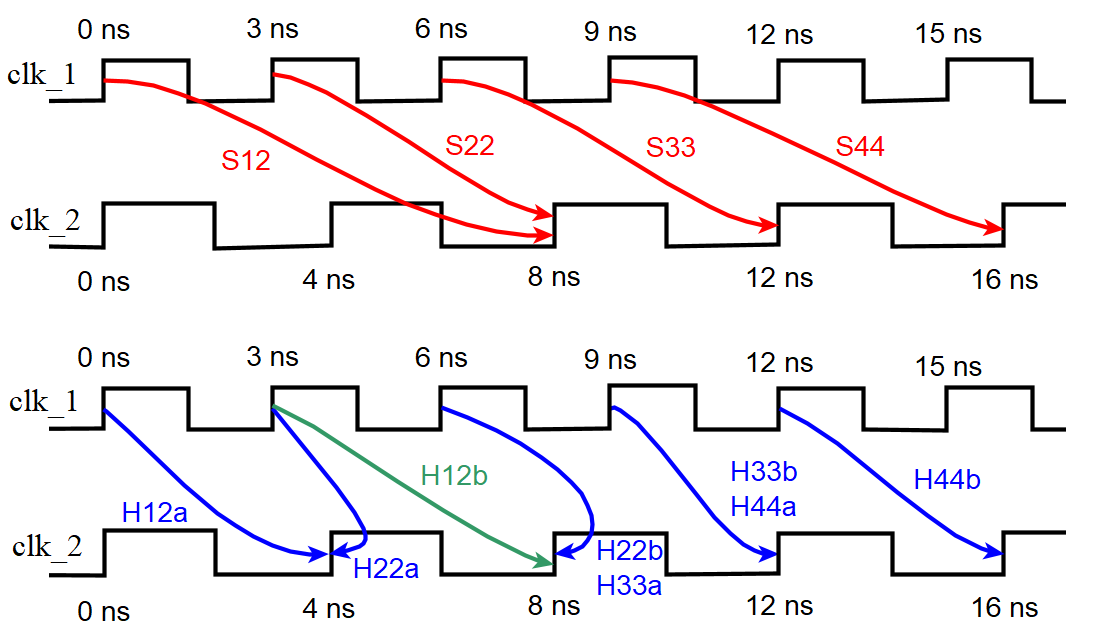 0 ns 3 ns 6 ns 9 ns 12 ns 15 ns
clk_1
S12 S22 S33 S44
clk_2
0 ns 4 ns 8 ns 12 ns 16 ns
0 ns 3 ns 6 ns 9 ns 12 ns 15 ns
clk_1
H12b H33b H44b
H12a H44a
clk_2 H22a H22b
H33a
0 ns 4 ns 8 ns 12 ns 16 ns